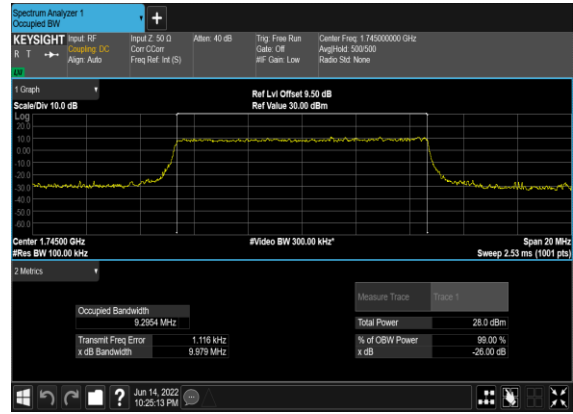 Spectrum Analyzer 1
Occupied BW
+
KEYSIGHT Input: RF Input Z: 50 Ω Atten: 40 dB Trig: Free Run Center Freq: 1.745000000 GHz
R T Coupling: DC Corr CCorr Gate: Off Avg|Hold: 500/500
Align: Auto Freq Ref: Int (S) #IF Gain: Low Radio Std: None
1 Graph Ref Lvl Offset 9.50 dB
Scale/Div 10.0 dB Ref Value 30.00 dBm
Log
20.0
10.0
0.00
-10.0
-20.0
-30.0
-40.0
-50.0
-60.0
Center 1.74500 GHz #Video BW 300.00 kHz* Span 20 MHz
#Res BW 100.00 kHz Sweep 2.53 ms (1001 pts)
2 Metrics
Measure Trace Trace 1
Occupied Bandwidth
9.2954 MHz Total Power 28.0 dBm
Transmit Freq Error 1.116 kHz % of OBW Power 99.00 %
x dB Bandwidth 9.979 MHz x dB -26.00 dB
? Jun 14, 2022
10:25:13 PM